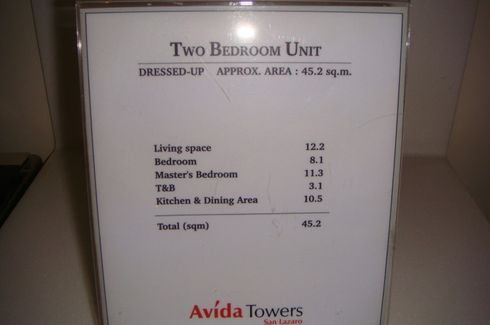 TWO BEDROOM UNIT
DRESSED-UP APPROX. AREA : 45.2 sq.m.
Living space 12.2
Bedroom 8.1
Master's Bedroom 11.3
T&B 3.1
Kitchen & Dining Area 10.5
Total (sqm) 45.2
Avída Towers
San Lazaro